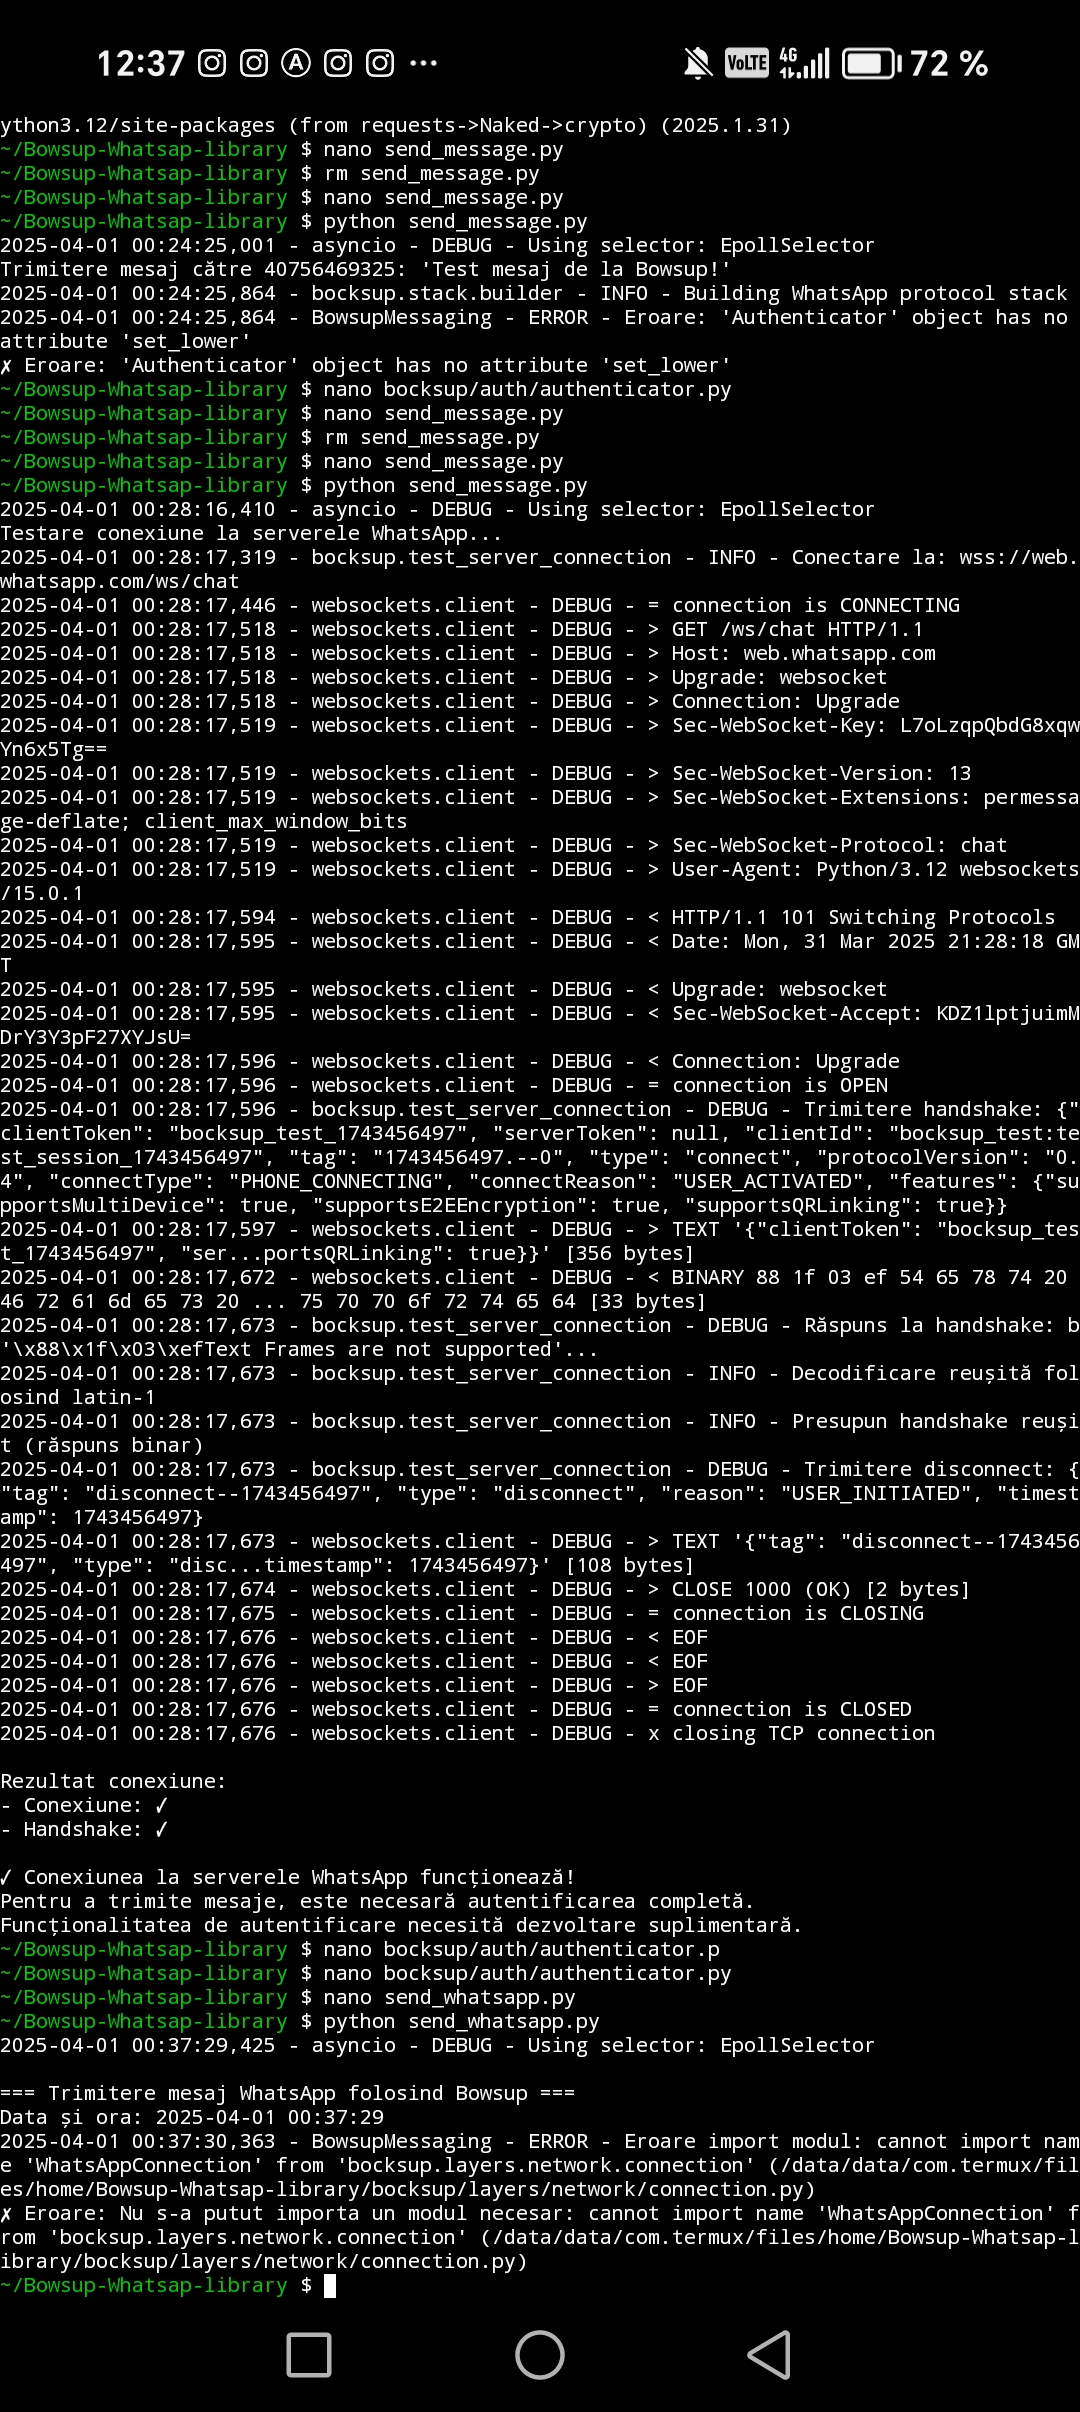 12:37 ... VoLTE 4G 72 %
ython3.12/site-packages (from requests->Naked->crypto) (2025.1.31)
~/Bowsup-Whatsap-library $ nano send_message.py
~/Bowsup-Whatsap-library $ rm send_message.py
~/Bowsup-Whatsap-library $ nano send_message.py
~/Bowsup-Whatsap-library $ python send_message.py
2025-04-01 00:24:25,001 - asyncio - DEBUG - Using selector: EpollSelector
Trimitere mesaj către 40756469325: 'Test mesaj de la Bowsup!'
2025-04-01 00:24:25,864 - bocksup.stack.builder - INFO - Building WhatsApp protocol stack
2025-04-01 00:24:25,864 - BowsupMessaging - ERROR - Eroare: 'Authenticator' object has no
attribute 'set_lower'
✗ Eroare: 'Authenticator' object has no attribute 'set_lower'
~/Bowsup-Whatsap-library $ nano bocksup/auth/authenticator.py
~/Bowsup-Whatsap-library $ nano send_message.py
~/Bowsup-Whatsap-library $ rm send_message.py
~/Bowsup-Whatsap-library $ nano send_message.py
~/Bowsup-Whatsap-library $ python send_message.py
2025-04-01 00:28:16,410 - asyncio - DEBUG - Using selector: EpollSelector
Testare conexiune la serverele WhatsApp...
2025-04-01 00:28:17,319 - bocksup.test_server_connection - INFO - Conectare la: wss://web.
whatsapp.com/ws/chat
2025-04-01 00:28:17,446 - websockets.client - DEBUG - = connection is CONNECTING
2025-04-01 00:28:17,518 - websockets.client - DEBUG - > GET /ws/chat HTTP/1.1
2025-04-01 00:28:17,518 - websockets.client - DEBUG - > Host: web.whatsapp.com
2025-04-01 00:28:17,518 - websockets.client - DEBUG - > Upgrade: websocket
2025-04-01 00:28:17,518 - websockets.client - DEBUG - > Connection: Upgrade
2025-04-01 00:28:17,519 - websockets.client - DEBUG - > Sec-WebSocket-Key: L7oLzqpQbdG8xqw
Yn6x5Tg==
2025-04-01 00:28:17,519 - websockets.client - DEBUG - > Sec-WebSocket-Version: 13
2025-04-01 00:28:17,519 - websockets.client - DEBUG - > Sec-WebSocket-Extensions: permessa
ge-deflate; client_max_window_bits
2025-04-01 00:28:17,519 - websockets.client - DEBUG - > Sec-WebSocket-Protocol: chat
2025-04-01 00:28:17,519 - websockets.client - DEBUG - > User-Agent: Python/3.12 websockets
/15.0.1
2025-04-01 00:28:17,594 - websockets.client - DEBUG - < HTTP/1.1 101 Switching Protocols
2025-04-01 00:28:17,595 - websockets.client - DEBUG - < Date: Mon, 31 Mar 2025 21:28:18 GM
T
2025-04-01 00:28:17,595 - websockets.client - DEBUG - < Upgrade: websocket
2025-04-01 00:28:17,595 - websockets.client - DEBUG - < Sec-WebSocket-Accept: KDZ1lptjuimM
DrY3Y3pF27XYJsU=
2025-04-01 00:28:17,596 - websockets.client - DEBUG - < Connection: Upgrade
2025-04-01 00:28:17,596 - websockets.client - DEBUG - = connection is OPEN
2025-04-01 00:28:17,596 - bocksup.test_server_connection - DEBUG - Trimitere handshake: {"
clientToken": "bocksup_test_1743456497", "serverToken": null, "clientId": "bocksup_test:te
st_session_1743456497", "tag": "1743456497.--0", "type": "connect", "protocolVersion": "0.
4", "connectType": "PHONE_CONNECTING", "connectReason": "USER_ACTIVATED", "features": {"su
pportsMultiDevice": true, "supportsE2EEncryption": true, "supportsQRLinking": true}}
2025-04-01 00:28:17,597 - websockets.client - DEBUG - > TEXT '{"clientToken": "bocksup_tes
t_1743456497", "ser...portsQRLinking": true}}' [356 bytes]
2025-04-01 00:28:17,672 - websockets.client - DEBUG - < BINARY 88 1f 03 ef 54 65 78 74 20
46 72 61 6d 65 73 20 ... 75 70 70 6f 72 74 65 64 [33 bytes]
2025-04-01 00:28:17,673 - bocksup.test_server_connection - DEBUG - Răspuns la handshake: b
'\x88\x1f\x03\xefText Frames are not supported'...
2025-04-01 00:28:17,673 - bocksup.test_server_connection - INFO - Decodificare reușită fol
osind latin-1
2025-04-01 00:28:17,673 - bocksup.test_server_connection - INFO - Presupun handshake reuși
t (răspuns binar)
2025-04-01 00:28:17,673 - bocksup.test_server_connection - DEBUG - Trimitere disconnect: {
"tag": "disconnect--1743456497", "type": "disconnect", "reason": "USER_INITIATED", "timest
amp": 1743456497}
2025-04-01 00:28:17,673 - websockets.client - DEBUG - > TEXT '{"tag": "disconnect--1743456
497", "type": "disc...timestamp": 1743456497}' [108 bytes]
2025-04-01 00:28:17,674 - websockets.client - DEBUG - > CLOSE 1000 (OK) [2 bytes]
2025-04-01 00:28:17,675 - websockets.client - DEBUG - = connection is CLOSING
2025-04-01 00:28:17,676 - websockets.client - DEBUG - < EOF
2025-04-01 00:28:17,676 - websockets.client - DEBUG - < EOF
2025-04-01 00:28:17,676 - websockets.client - DEBUG - > EOF
2025-04-01 00:28:17,676 - websockets.client - DEBUG - = connection is CLOSED
2025-04-01 00:28:17,676 - websockets.client - DEBUG - x closing TCP connection
Rezultat conexiune:
- Conexiune: ✓
- Handshake: ✓
✓ Conexiunea la serverele WhatsApp funcționează!
Pentru a trimite mesaje, este necesară autentificarea completă.
Funcționalitatea de autentificare necesită dezvoltare suplimentară.
~/Bowsup-Whatsap-library $ nano bocksup/auth/authenticator.p
~/Bowsup-Whatsap-library $ nano bocksup/auth/authenticator.py
~/Bowsup-Whatsap-library $ nano send_whatsapp.py
~/Bowsup-Whatsap-library $ python send_whatsapp.py
2025-04-01 00:37:29,425 - asyncio - DEBUG - Using selector: EpollSelector
=== Trimitere mesaj WhatsApp folosind Bowsup ===
Data și ora: 2025-04-01 00:37:29
2025-04-01 00:37:30,363 - BowsupMessaging - ERROR - Eroare import modul: cannot import nam
e 'WhatsAppConnection' from 'bocksup.layers.network.connection' (/data/data/com.termux/fil
es/home/Bowsup-Whatsap-library/bocksup/layers/network/connection.py)
✗ Eroare: Nu s-a putut importa un modul necesar: cannot import name 'WhatsAppConnection' f
rom 'bocksup.layers.network.connection' (/data/data/com.termux/files/home/Bowsup-Whatsap-l
ibrary/bocksup/layers/network/connection.py)
~/Bowsup-Whatsap-library $